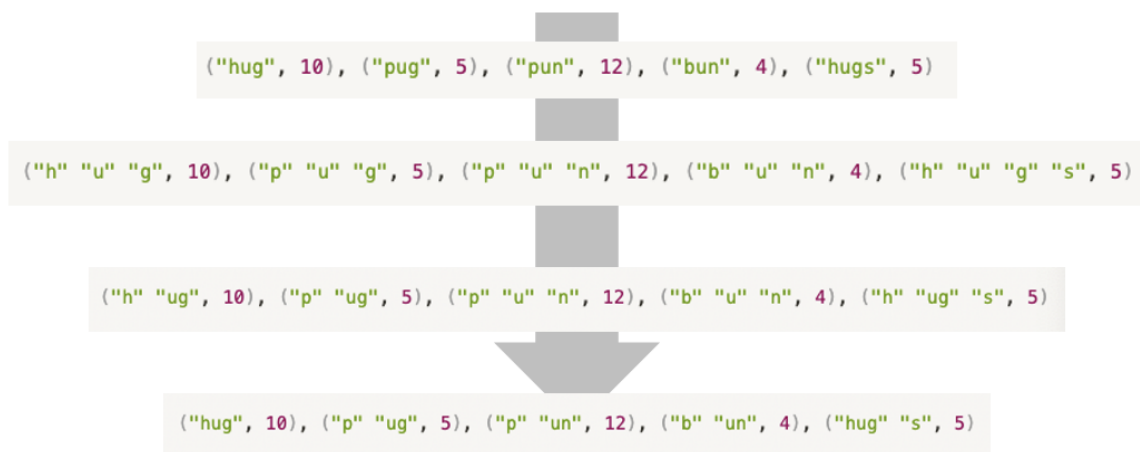 ("hug", 10), ("pug", 5), ("pun", 12), ("bun", 4), ("hugs", 5)
("h" "u" "g", 10), ("p" "u" "g", 5), ("p" "u" "n", 12), ("b" "u" "n", 4), ("h" "u" "g" "s", 5)
("h" "ug", 10), ("p" "ug", 5), ("p" "u" "n", 12), ("b" "u" "n", 4), ("h" "ug" "s", 5)
("hug", 10), ("p" "ug", 5), ("p" "un", 12), ("b" "un", 4), ("hug" "s", 5)